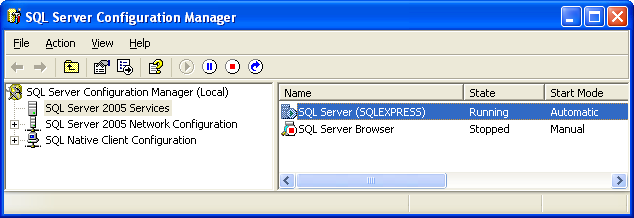 SQL Server Configuration Manager
File Action View Help
SQL Server Configuration Manager (Local)
SQL Server 2005 Services
SQL Server 2005 Network Configuration
SQL Native Client Configuration
Name State Start Mode
SQL Server (SQLEXPRESS) Running Automatic
SQL Server Browser Stopped Manual